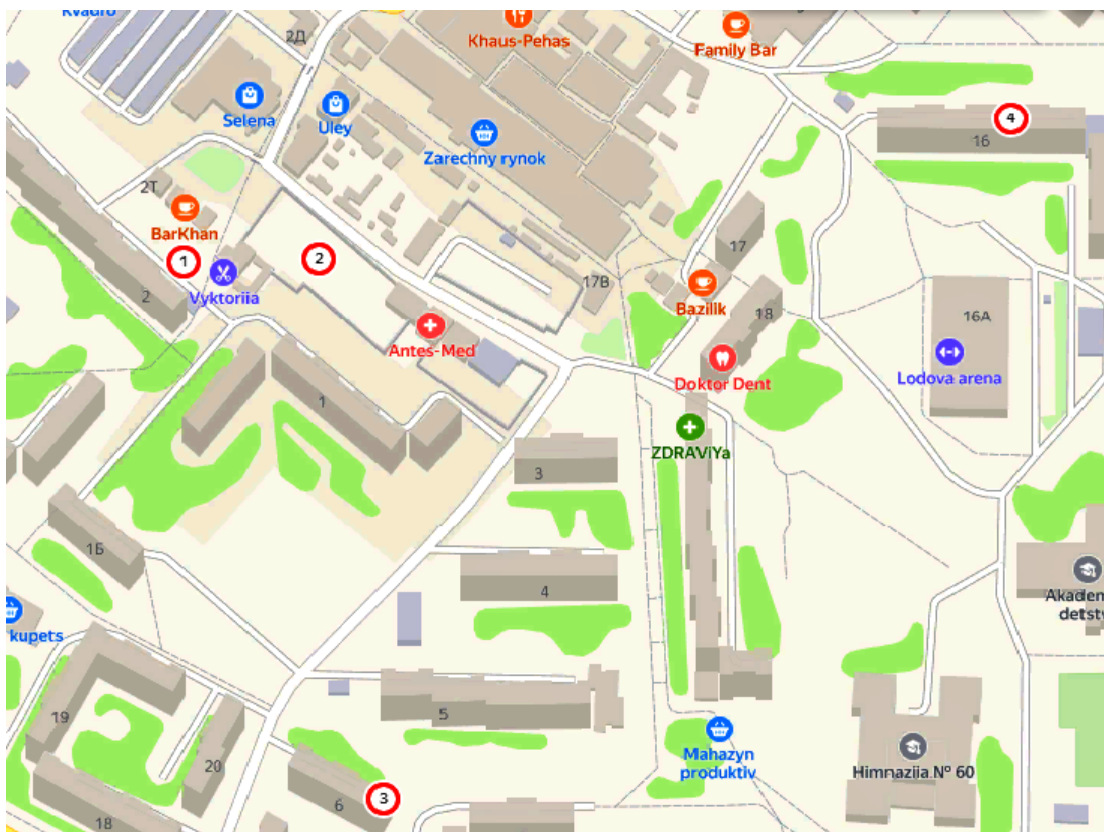 Kvadro
2Д
Khaus-Pehas
Family Bar
Selena
Uley
Zarechny rynok
4
16
2Т
BarKhan
1
2
17
Vyktoriia
2
17В
Bazilik
18
16А
Antes-Med
Doktor Dent
Lodova arena
1
ZDRAViYa
3
1Б
4
kupets
19
5
20
Mahazyn
produktiv
Himnaziia № 60
6
3
18